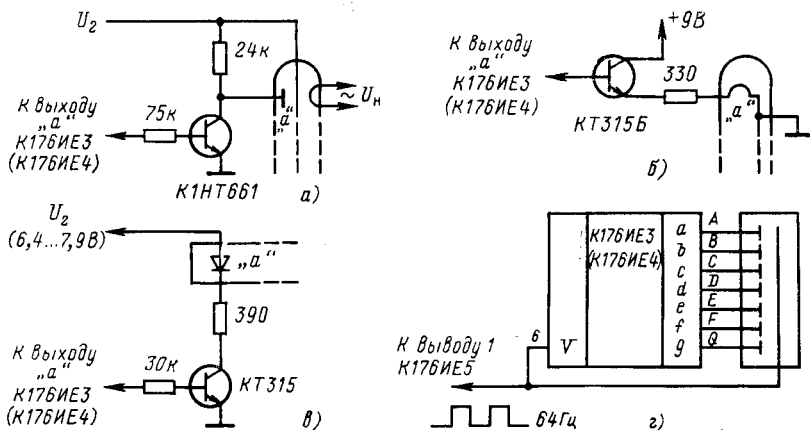 U₂
24к
~ Uн
К выходу
„а“
К176ИЕ3
(К176ИЕ4)
75к
„а“
К1НТ661
а)
+9В
К выходу
„а“
К176ИЕ3
(К176ИЕ4)
330
„а“
КТ315Б
б)
U₂
(6,4...7,9В)
„а“
390
К выходу
„а“
К176ИЕ3
(К176ИЕ4)
30к
КТ315
в)
К176ИЕ3
(К176ИЕ4)
a A
b B
c C
d D
e E
f F
g Q
6
V
К выводу 1
К176ИЕ5
64Гц
г)